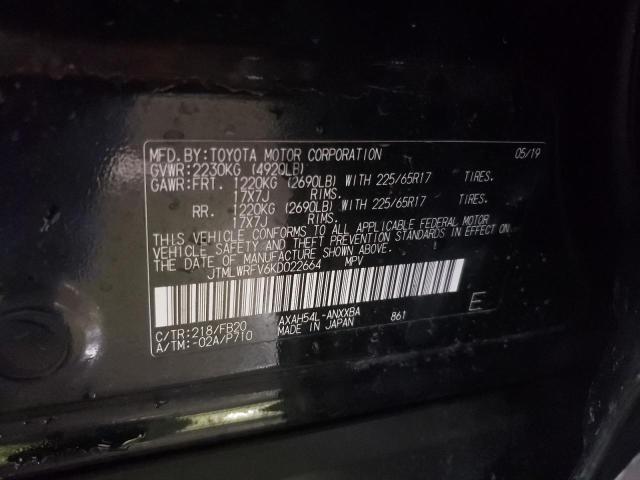 MFD.BY:TOYOTA MOTOR CORPORATION 05/19
GVWR:2230KG (4920LB)
GAWR:FRT. 1220KG (2690LB) WITH 225/65R17 TIRES.
17X7J RIMS.
RR. 1220KG (2690LB) WITH 225/65R17 TIRES.
17X7J RIMS.
THIS VEHICLE CONFORMS TO ALL APPLICABLE FEDERAL MOTOR
VEHICLE SAFETY AND THEFT PREVENTION STANDARDS IN EFFECT ON
THE DATE OF MANUFACTURE SHOWN ABOVE.
JTMLWRFV6KD022664 MPV
C/TR:218/FB20 AXAH54L-ANXXBA 861 E
A/TM:-02A/P710 MADE IN JAPAN